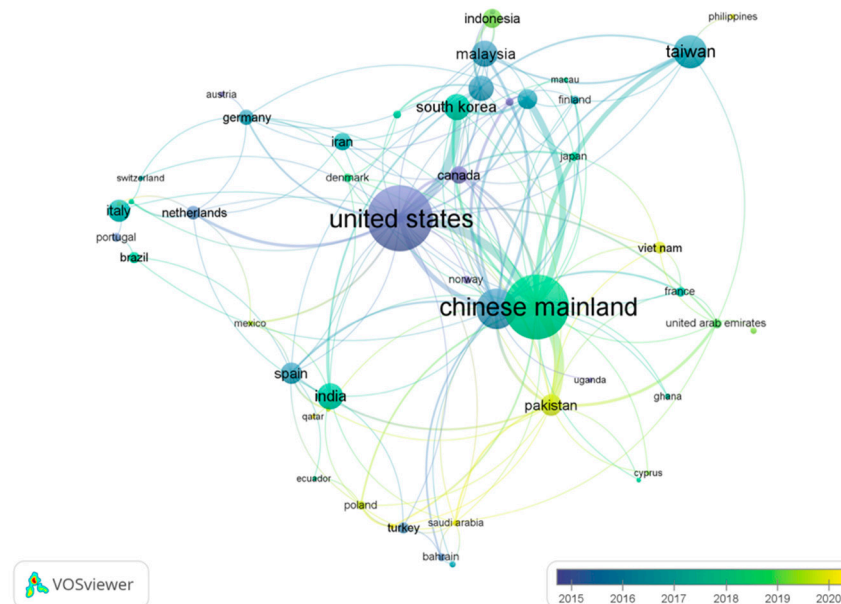 indonesia
philippines
malaysia
taiwan
macau
austria
south korea
finland
germany
iran
japan
switzerland
denmark
canada
italy
netherlands
united states
portugal
viet nam
brazil
norway
chinese mainland
france
mexico
united arab emirates
spain
uganda
india
ghana
qatar
pakistan
ecuador
cyprus
poland
saudi arabia
turkey
bahrain
VOSviewer
2015 2016 2017 2018 2019 2020